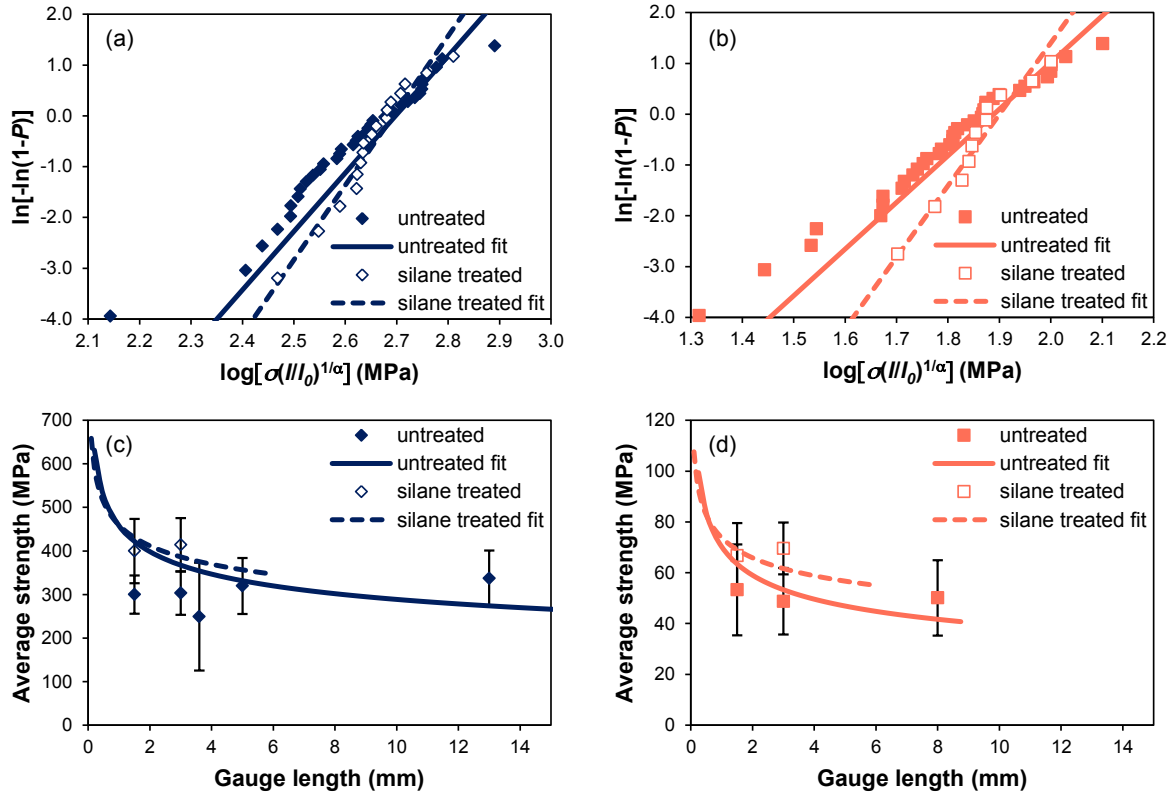 (a)
ln[-ln(1-P)]
2.0
1.0
0.0
-1.0
-2.0
-3.0
-4.0
untreated
untreated fit
silane treated
silane treated fit
2.1 2.2 2.3 2.4 2.5 2.6 2.7 2.8 2.9 3.0
log[σ(l/l₀)^1/α] (MPa)
(b)
ln[-ln(1-P)]
2.0
1.0
0.0
-1.0
-2.0
-3.0
-4.0
untreated
untreated fit
silane treated
silane treated fit
1.3 1.4 1.5 1.6 1.7 1.8 1.9 2.0 2.1 2.2
log[σ(l/l₀)^1/α] (MPa)
(c)
Average strength (MPa)
700
600
500
400
300
200
100
0
untreated
untreated fit
silane treated
silane treated fit
0 2 4 6 8 10 12 14
Gauge length (mm)
(d)
Average strength (MPa)
120
100
80
60
40
20
0
untreated
untreated fit
silane treated
silane treated fit
0 2 4 6 8 10 12 14
Gauge length (mm)